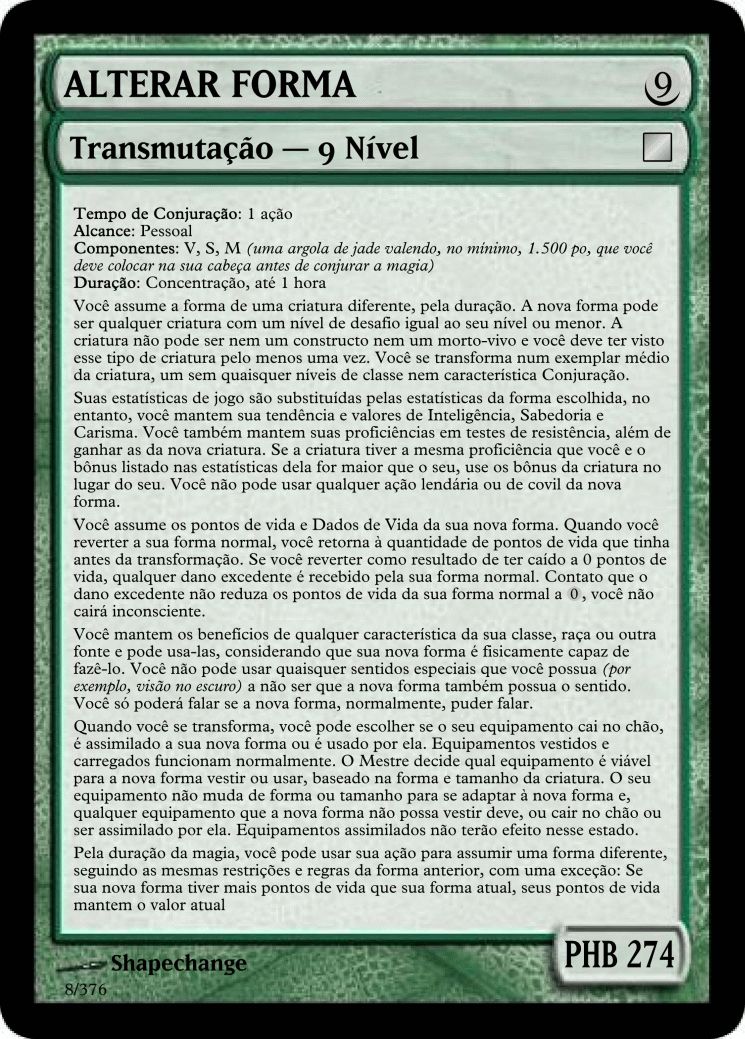 ALTERAR FORMA
9
Transmutação — 9 Nível
Tempo de Conjuração: 1 ação
Alcance: Pessoal
Componentes: V, S, M (uma argola de jade valendo, no mínimo, 1.500 po, que você
deve colocar na sua cabeça antes de conjurar a magia)
Duração: Concentração, até 1 hora
Você assume a forma de uma criatura diferente, pela duração. A nova forma pode
ser qualquer criatura com um nível de desafio igual ao seu nível ou menor. A
criatura não pode ser nem um constructo nem um morto-vivo e você deve ter visto
esse tipo de criatura pelo menos uma vez. Você se transforma num exemplar médio
da criatura, um sem quaisquer níveis de classe nem característica Conjuração.
Suas estatísticas de jogo são substituídas pelas estatísticas da forma escolhida, no
entanto, você mantem sua tendência e valores de Inteligência, Sabedoria e
Carisma. Você também mantem suas proficiências em testes de resistência, além de
ganhar as da nova criatura. Se a criatura tiver a mesma proficiência que você e o
bônus listado nas estatísticas dela for maior que o seu, use os bônus da criatura no
lugar do seu. Você não pode usar qualquer ação lendária ou de covil da nova
forma.
Você assume os pontos de vida e Dados de Vida da sua nova forma. Quando você
reverter a sua forma normal, você retorna à quantidade de pontos de vida que tinha
antes da transformação. Se você reverter como resultado de ter caído a 0 pontos de
vida, qualquer dano excedente é recebido pela sua forma normal. Contato que o
dano excedente não reduza os pontos de vida da sua forma normal a 0, você não
cairá inconsciente.
Você mantem os benefícios de qualquer característica da sua classe, raça ou outra
fonte e pode usa-las, considerando que sua nova forma é fisicamente capaz de
fazê-lo. Você não pode usar quaisquer sentidos especiais que você possua (por
exemplo, visão no escuro) a não ser que a nova forma também possua o sentido.
Você só poderá falar se a nova forma, normalmente, puder falar.
Quando você se transforma, você pode escolher se o seu equipamento cai no chão,
é assimilado a sua nova forma ou é usado por ela. Equipamentos vestidos e
carregados funcionam normalmente. O Mestre decide qual equipamento é viável
para a nova forma vestir ou usar, baseado na forma e tamanho da criatura. O seu
equipamento não muda de forma ou tamanho para se adaptar à nova forma e,
qualquer equipamento que a nova forma não possa vestir deve, ou cair no chão ou
ser assimilado por ela. Equipamentos assimilados não terão efeito nesse estado.
Pela duração da magia, você pode usar sua ação para assumir uma forma diferente,
seguindo as mesmas restrições e regras da forma anterior, com uma exceção: Se
sua nova forma tiver mais pontos de vida que sua forma atual, seus pontos de vida
mantem o valor atual
PHB 274
Shapechange
8/376